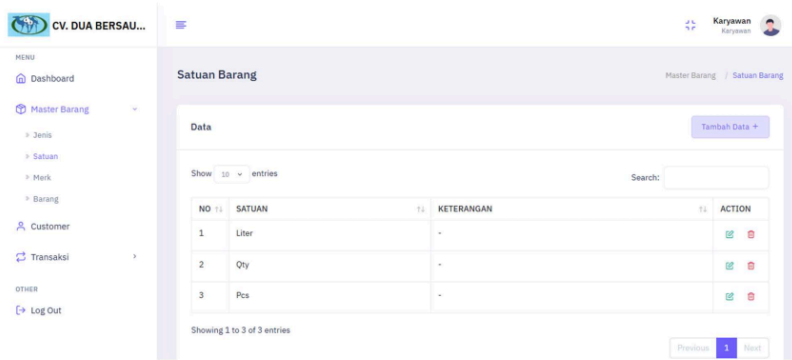 CV. DUA BERSAU...
Karyawan
Karyawan
MENU
Dashboard
Master Barang
Jenis
Satuan
Merk
Barang
Customer
Transaksi
OTHER
Log Out
Satuan Barang
Master Barang / Satuan Barang
Data
Tambah Data +
Show 10 entries
Search:
NO SATUAN KETERANGAN ACTION
1 Liter -
2 Qty -
3 Pcs -
Showing 1 to 3 of 3 entries
Previous 1 Next